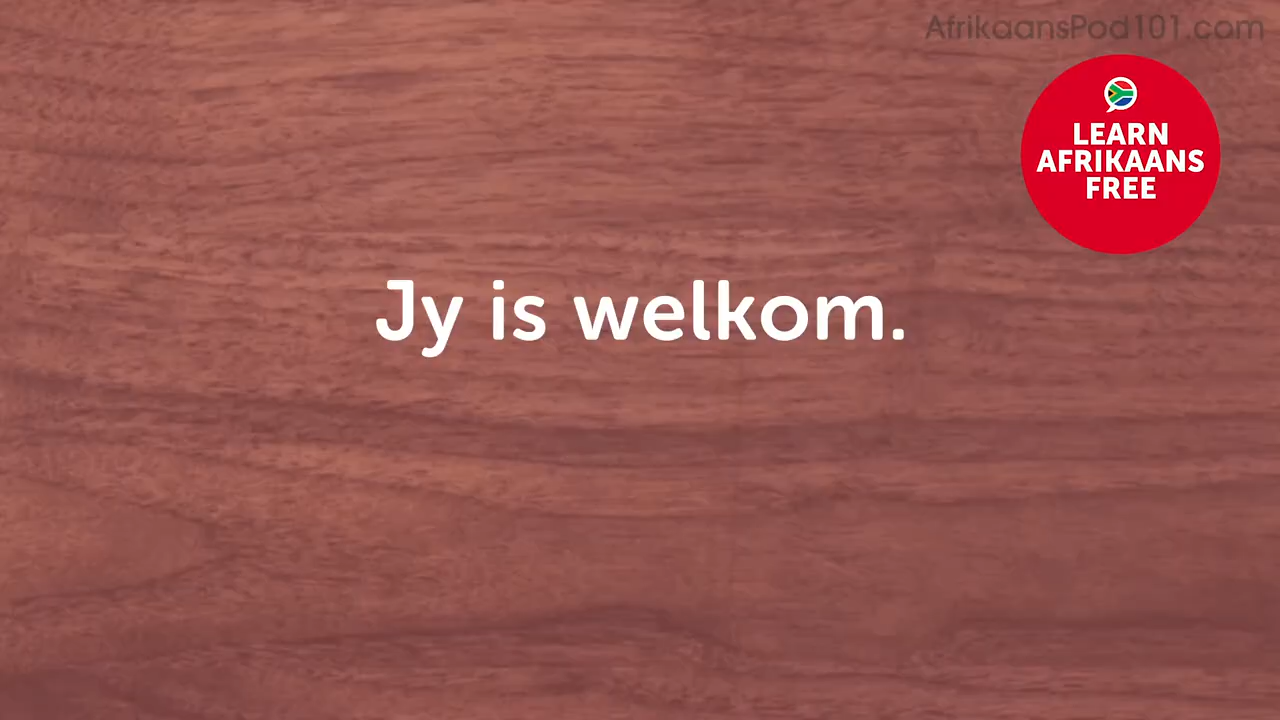 AfrikaansPod101.com
LEARN
AFRIKAANS
FREE
Jy is welkom.